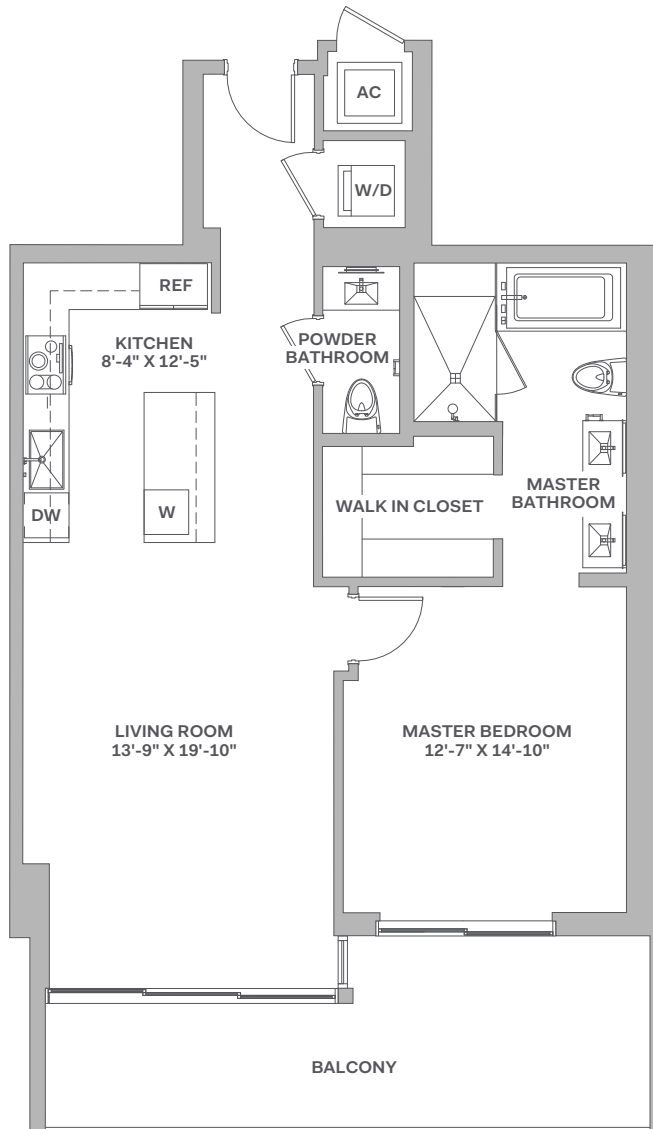 AC
W/D
REF
KITCHEN
8'-4" X 12'-5"
POWDER
BATHROOM
DW
W
WALK IN CLOSET
MASTER
BATHROOM
LIVING ROOM
13'-9" X 19'-10"
MASTER BEDROOM
12'-7" X 14'-10"
BALCONY